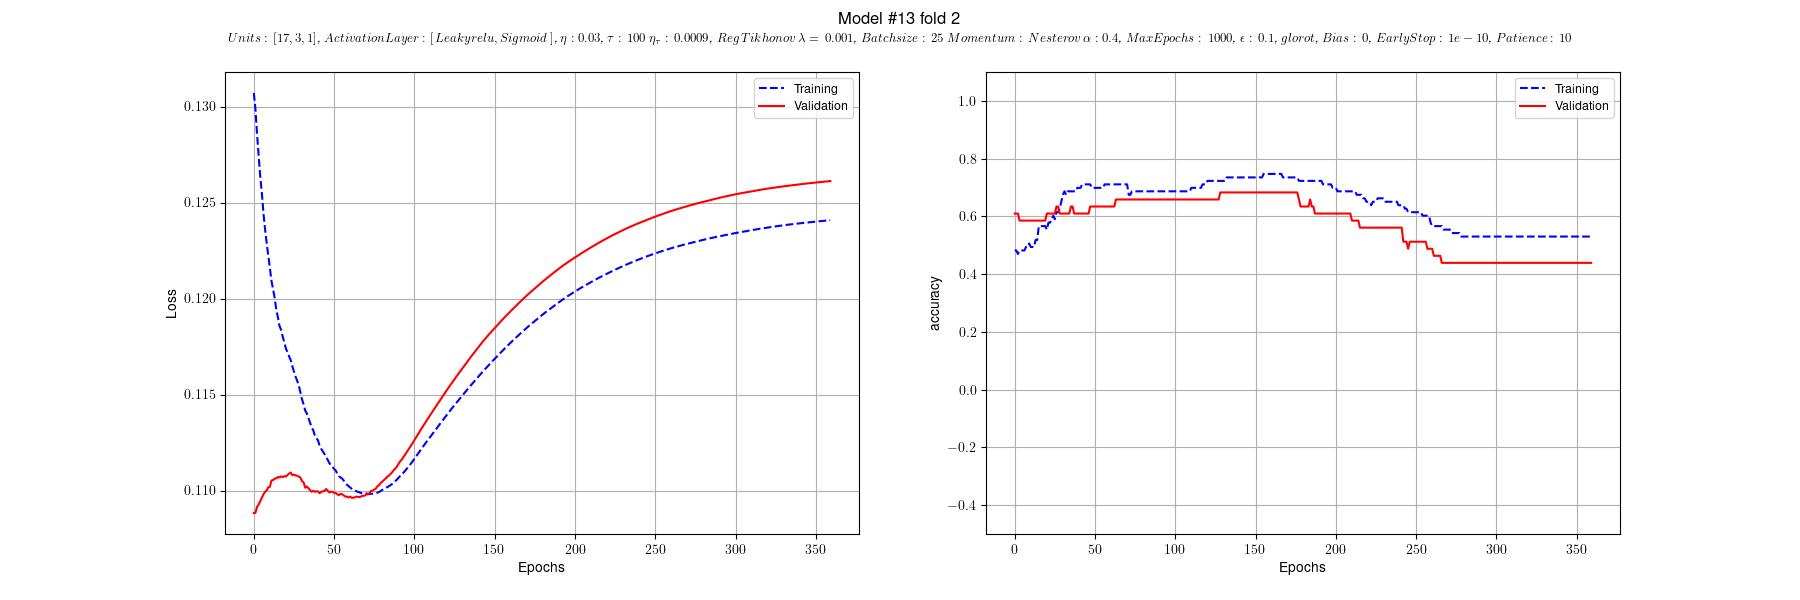 Model #13 fold 2
Units : [17, 3, 1], ActivationLayer : [Leakyrelu, Sigmoid ], η : 0.03, τ : 100 ητ : 0.0009, RegTikhonov λ = 0.001, Batchsize : 25 Momentum : Nesterov α : 0.4, MaxEpochs : 1000, ϵ : 0.1, glorot, Bias : 0, EarlyStop : 1e − 10, Patience : 10
Training
Validation
0.130
0.125
0.120
0.115
0.110
Loss
0 50 100 150 200 250 300 350
Epochs
Training
Validation
1.0
0.8
0.6
0.4
0.2
0.0
−0.2
−0.4
accuracy
0 50 100 150 200 250 300 350
Epochs